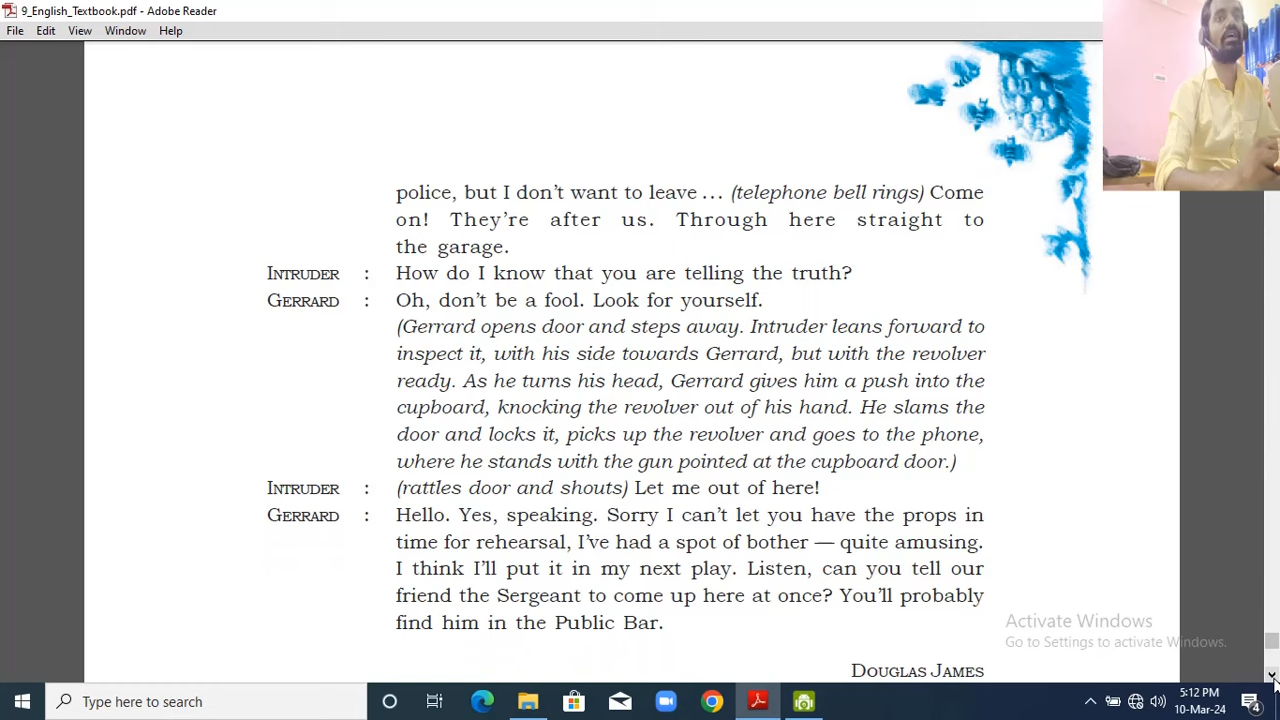 9_English_Textbook.pdf - Adobe Reader
File Edit View Window Help
police, but I don't want to leave ... (telephone bell rings) Come
on! They're after us. Through here straight to
the garage.
INTRUDER : How do I know that you are telling the truth?
GERRARD : Oh, don't be a fool. Look for yourself.
(Gerrard opens door and steps away. Intruder leans forward to
inspect it, with his side towards Gerrard, but with the revolver
ready. As he turns his head, Gerrard gives him a push into the
cupboard, knocking the revolver out of his hand. He slams the
door and locks it, picks up the revolver and goes to the phone,
where he stands with the gun pointed at the cupboard door.)
INTRUDER : (rattles door and shouts) Let me out of here!
GERRARD : Hello. Yes, speaking. Sorry I can't let you have the props in
time for rehearsal, I've had a spot of bother — quite amusing.
I think I'll put it in my next play. Listen, can you tell our
friend the Sergeant to come up here at once? You'll probably
find him in the Public Bar.
DOUGLAS JAMES
Activate Windows
Go to Settings to activate Windows.
Type here to search
5:12 PM
10-Mar-24
4